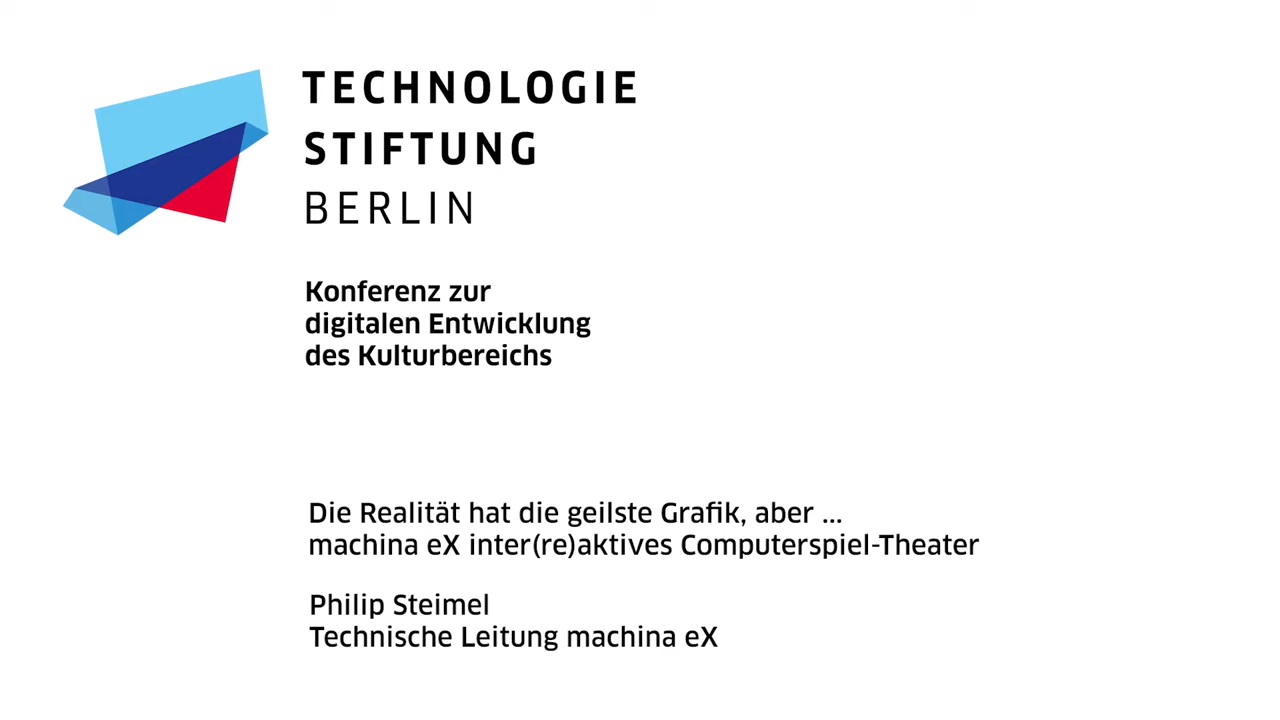 TECHNOLOGIE
STIFTUNG
BERLIN
Konferenz zur
digitalen Entwicklung
des Kulturbereichs
Die Realität hat die geilste Grafik, aber ...
machina eX inter(re)aktives Computerspiel-Theater
Philip Steimel
Technische Leitung machina eX